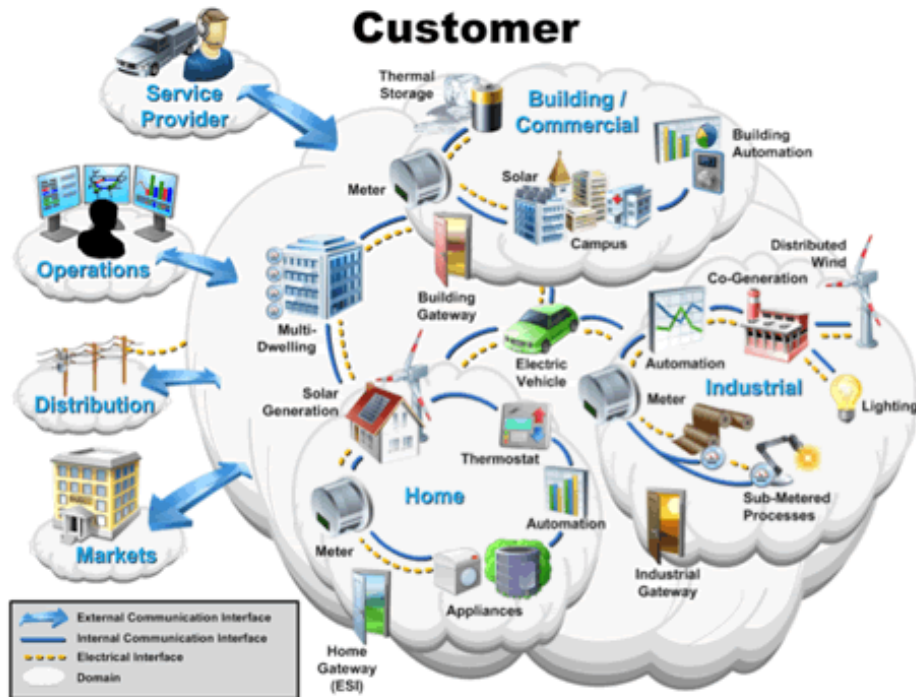 Customer
Service
Provider
Thermal
Storage
Building /
Commercial
Building
Automation
Meter
Solar
Campus
Operations
Building
Gateway
Multi-
Dwelling
Distributed
Wind
Co-Generation
Electric
Vehicle
Automation
Industrial
Meter
Lighting
Distribution
Solar
Generation
Thermostat
Home
Automation
Sub-Metered
Processes
Markets
Meter
Appliances
Industrial
Gateway
Home
Gateway
(ESI)
External Communication Interface
Internal Communication Interface
Electrical Interface
Domain